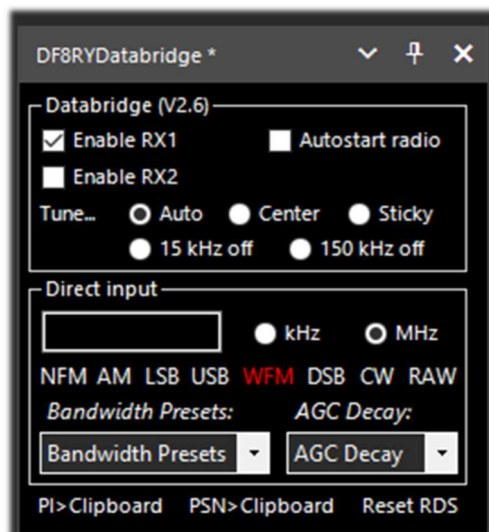 DF8RYDatabridge *
Databridge (V2.6)
Enable RX1 Autostart radio
Enable RX2
Tune... Auto Center Sticky
15 kHz off 150 kHz off
Direct input
kHz MHz
NFM AM LSB USB WFM DSB CW RAW
Bandwidth Presets: AGC Decay:
Bandwidth Presets AGC Decay
PI>Clipboard PSN>Clipboard Reset RDS